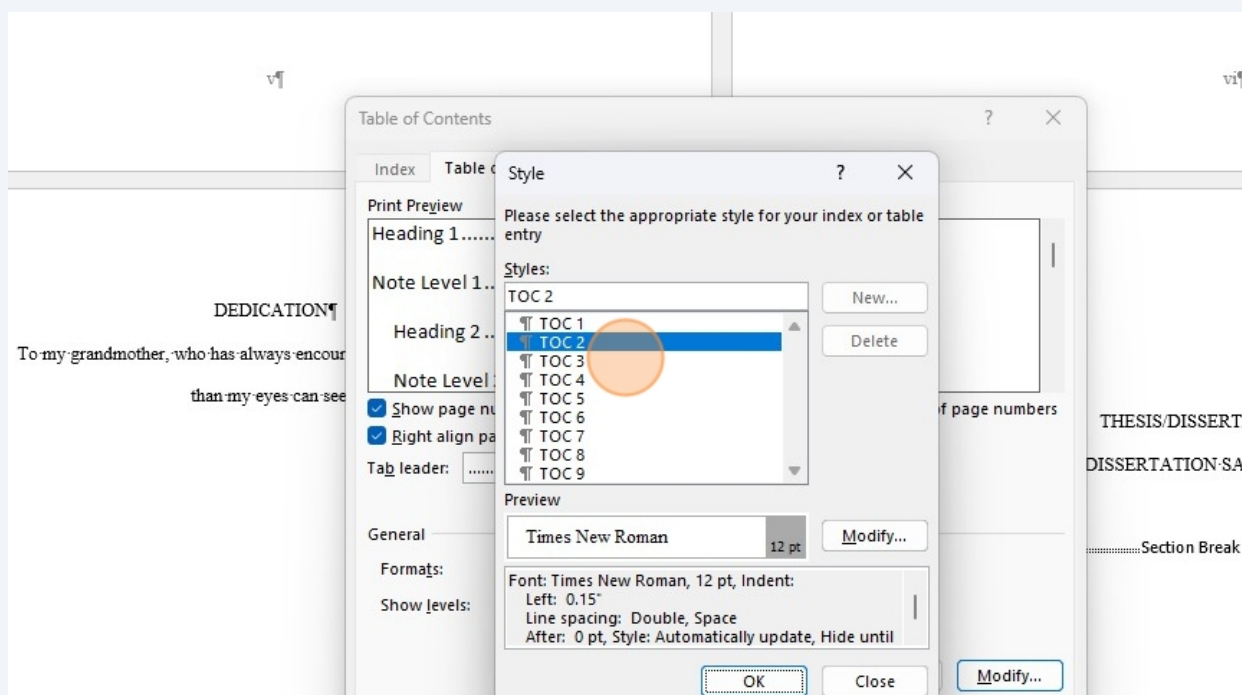 v¶
vi¶
Table of Contents
?
Index
Table o
Style
?
Print Preview
Heading 1......
Note Level 1..
Heading 2 ..
Note Level
Please select the appropriate style for your index or table
entry
Styles:
TOC 2
New...
¶ TOC 1
¶ TOC 2
¶ TOC 3
¶ TOC 4
¶ TOC 5
¶ TOC 6
¶ TOC 7
¶ TOC 8
¶ TOC 9
Delete
DEDICATION¶
To·my·grandmother,·who·has·always·encour
than·my·eyes·can·see
Show page nu
f page numbers
Right align pa
Tab leader:
......
THESIS/DISSERT
DISSERTATION·SA
Section Break
Preview
Times New Roman
12 pt
Modify...
General
Formats:
Show levels:
Font: Times New Roman, 12 pt, Indent:
Left: 0.15"
Line spacing: Double, Space
After: 0 pt, Style: Automatically update, Hide until
OK
Close
Modify...